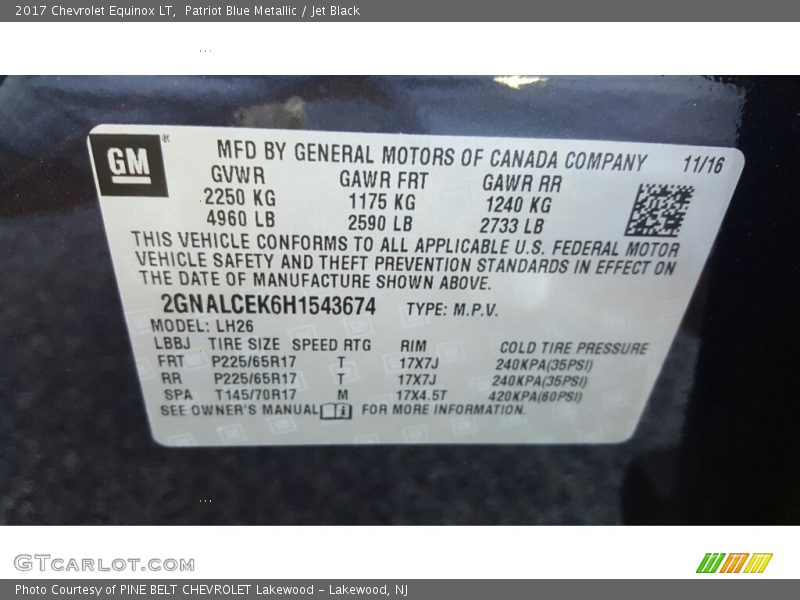 2017 Chevrolet Equinox LT,  Patriot Blue Metallic / Jet Black
GM ®
MFD BY GENERAL MOTORS OF CANADA COMPANY 11/16
GVWR GAWR FRT GAWR RR
2250 KG 1175 KG 1240 KG
4960 LB 2590 LB 2733 LB
THIS VEHICLE CONFORMS TO ALL APPLICABLE U.S. FEDERAL MOTOR
VEHICLE SAFETY AND THEFT PREVENTION STANDARDS IN EFFECT ON
THE DATE OF MANUFACTURE SHOWN ABOVE.
2GNALCEK6H1543674 TYPE: M.P.V.
MODEL: LH26
LBBJ TIRE SIZE SPEED RTG RIM COLD TIRE PRESSURE
FRT P225/65R17 T 17X7J 240KPA(35PSI)
RR P225/65R17 T 17X7J 240KPA(35PSI)
SPA T145/70R17 M 17X4.5T 420KPA(60PSI)
SEE OWNER'S MANUAL FOR MORE INFORMATION.
GTCARLOT.COM
Photo Courtesy of PINE BELT CHEVROLET Lakewood - Lakewood, NJ